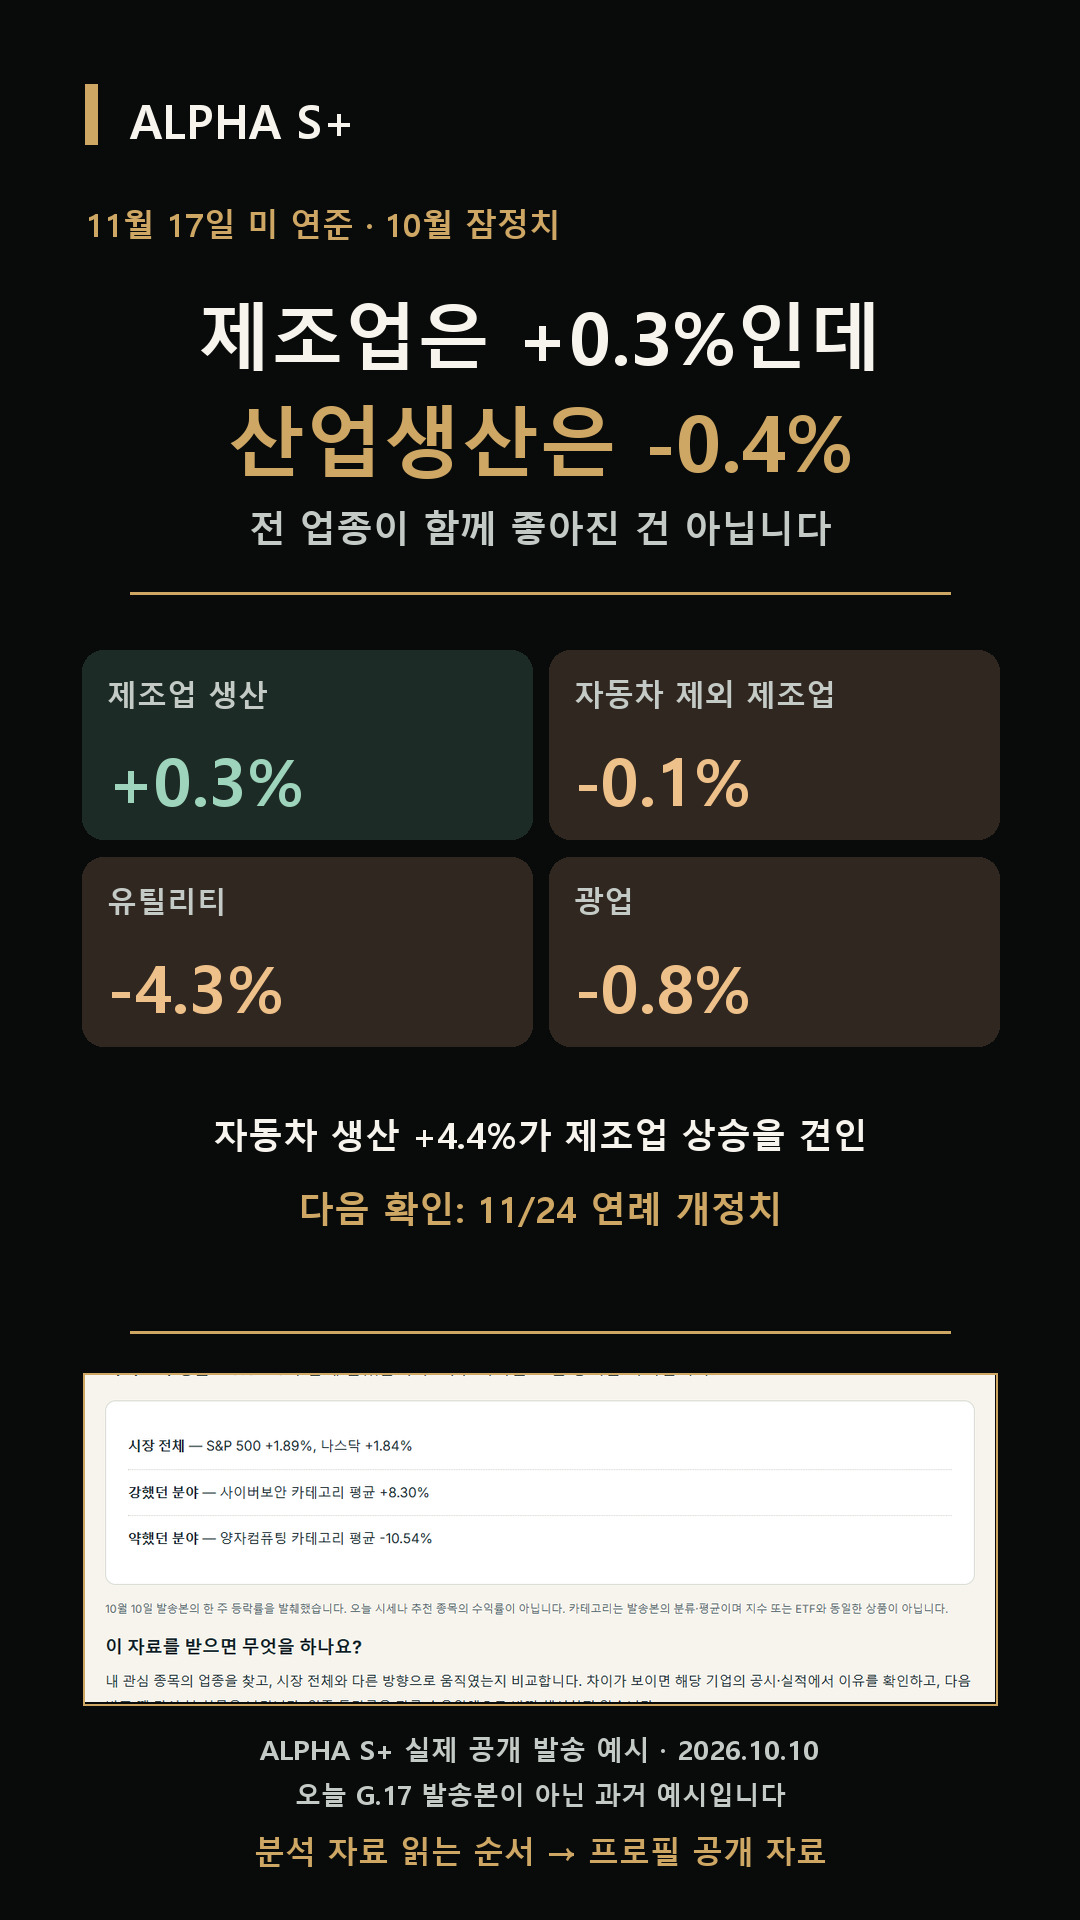 ALPHA S+
11월 17일 미 연준 · 10월 잠정치
제조업은 +0.3%인데
산업생산은 -0.4%
전 업종이 함께 좋아진 건 아닙니다
제조업 생산
+0.3%
자동차 제외 제조업
-0.1%
유틸리티
-4.3%
광업
-0.8%
자동차 생산 +4.4%가 제조업 상승을 견인
다음 확인: 11/24 연례 개정치
시장 전체 — S&P 500 +1.89%, 나스닥 +1.84%
강했던 분야 — 사이버보안 카테고리 평균 +8.30%
약했던 분야 — 양자컴퓨팅 카테고리 평균 -10.54%
10월 10일 발송본의 한 주 등락률을 발췌했습니다. 오늘 시세나 추천 종목의 수익률이 아닙니다. 카테고리는 발송본의 분류·평균이며 지수 또는 ETF와 동일한 상품이 아닙니다.
이 자료를 받으면 무엇을 하나요?
내 관심 종목의 업종을 찾고, 시장 전체와 다른 방향으로 움직였는지 비교합니다. 차이가 보이면 해당 기업의 공시·실적에서 이유를 확인하고, 다음
ALPHA S+ 실제 공개 발송 예시 · 2026.10.10
오늘 G.17 발송본이 아닌 과거 예시입니다
분석 자료 읽는 순서 → 프로필 공개 자료